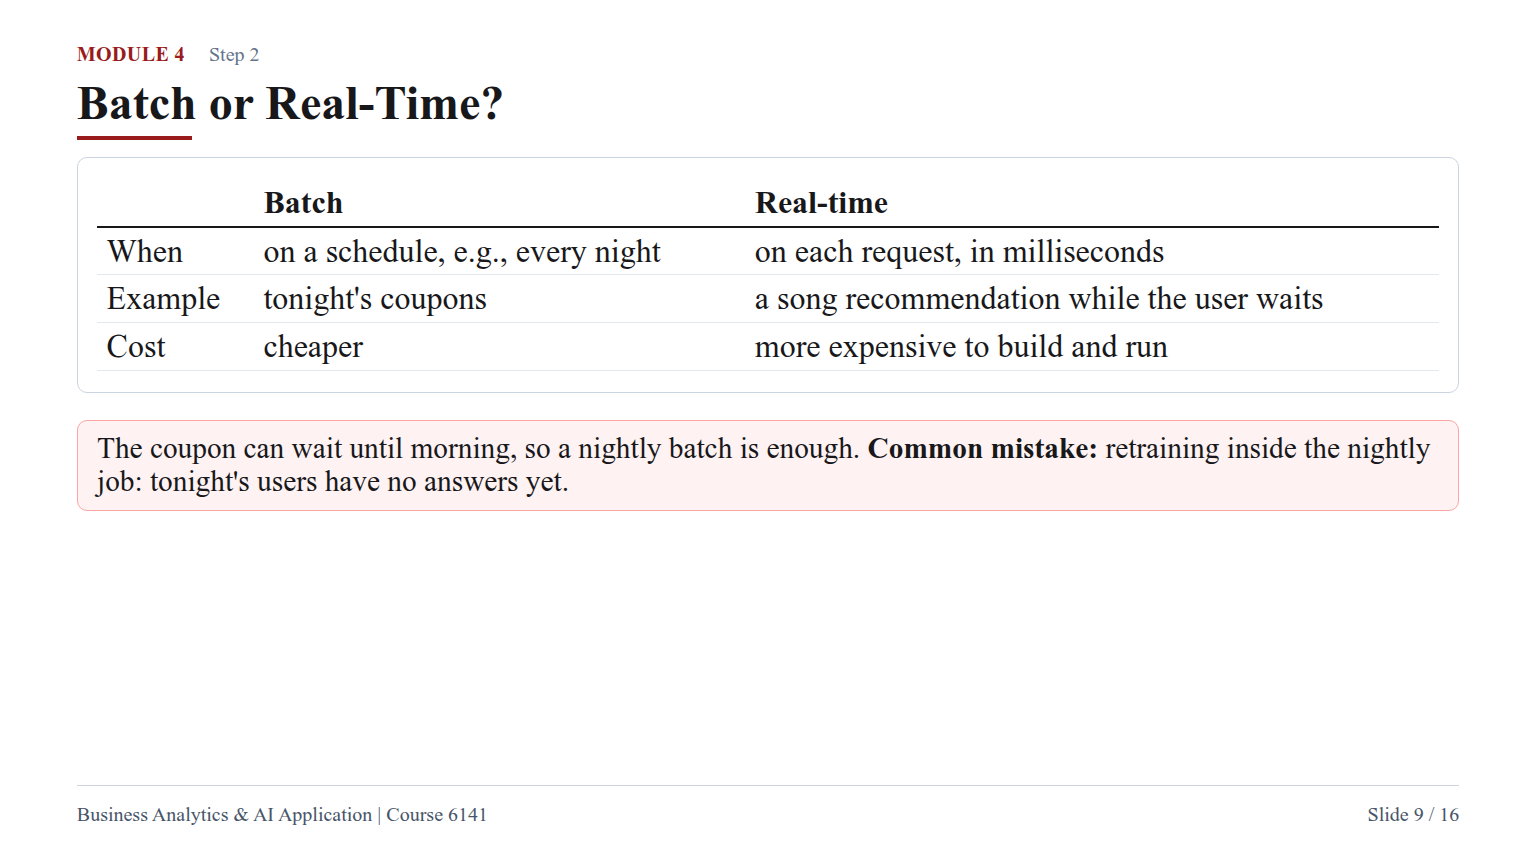 MODULE 4 Step 2
Batch or Real-Time?
Batch Real-time
When on a schedule, e.g., every night on each request, in milliseconds
Example tonight's coupons a song recommendation while the user waits
Cost cheaper more expensive to build and run
The coupon can wait until morning, so a nightly batch is enough. Common mistake: retraining inside the nightly
job: tonight's users have no answers yet.
Business Analytics & AI Application | Course 6141 Slide 9 / 16